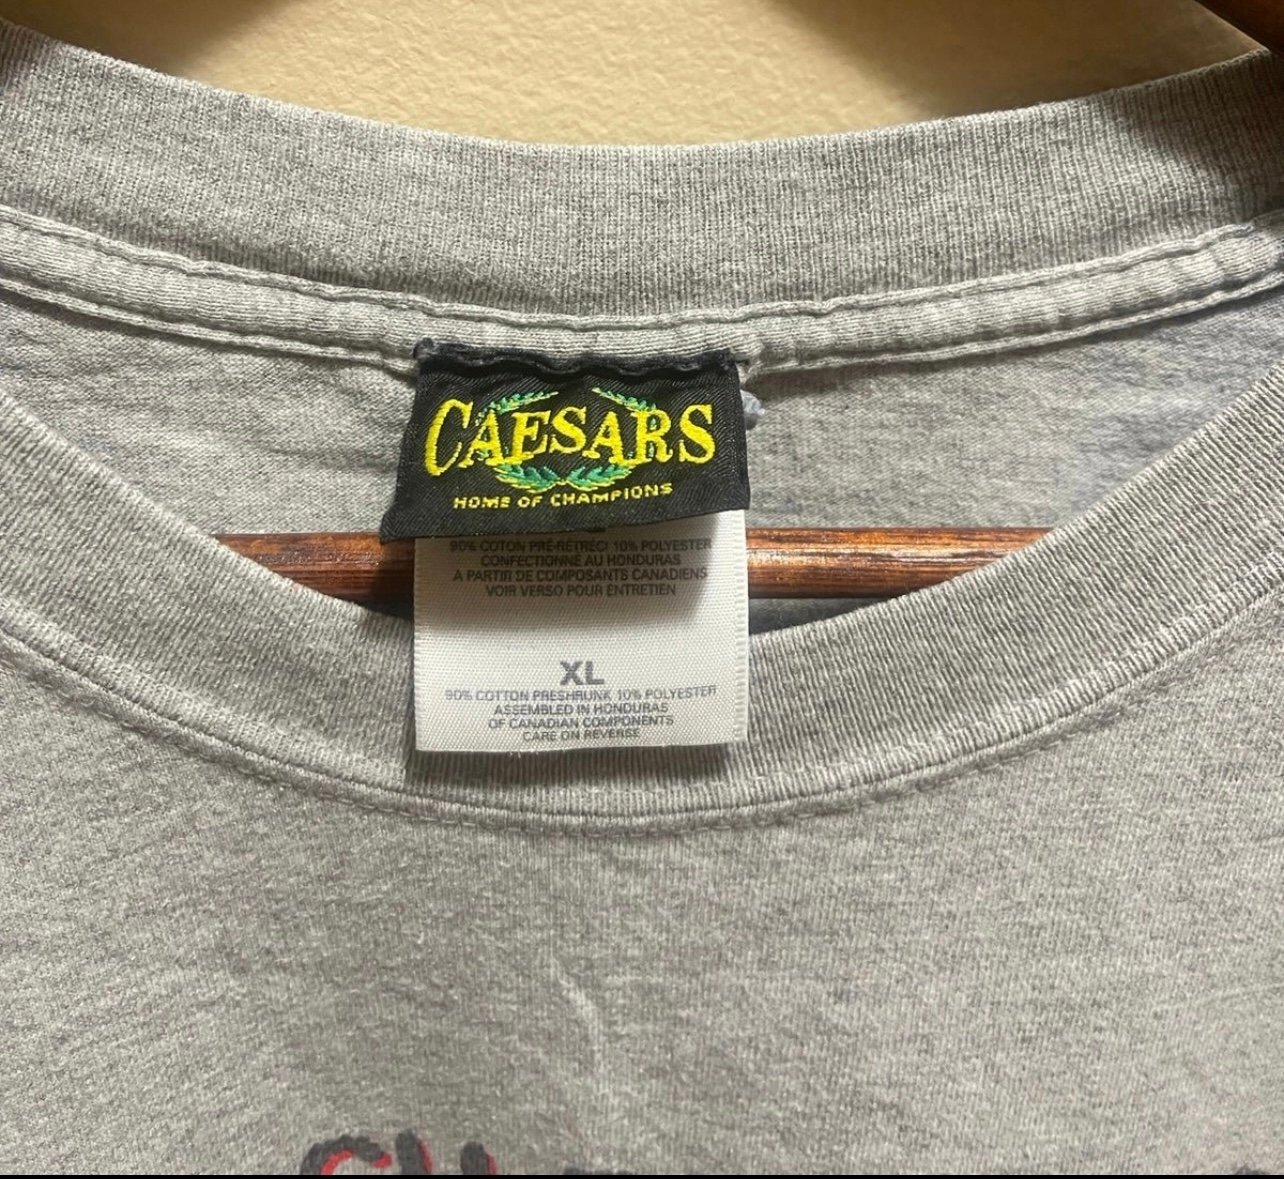 CAESARS
HOME OF CHAMPIONS
90% COTON PRÉ-RÉTRÉCI 10% POLYESTER
CONFECTIONNÉ AU HONDURAS
A PARTIR DE COMPOSANTS CANADIENS
VOIR VERSO POUR ENTRETIEN
XL
90% COTTON PRESHRUNK 10% POLYESTER
ASSEMBLED IN HONDURAS
OF CANADIAN COMPONENTS
CARE ON REVERSE